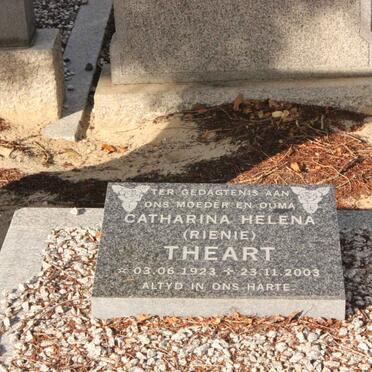 TER GEDAGTENIS AAN
ONS MOEDER EN OUMA
CATHARINA HELENA
(RIENIE)
THEART
* 03.06.1923 + 23.11.2003
ALTYD IN ONS HARTE.